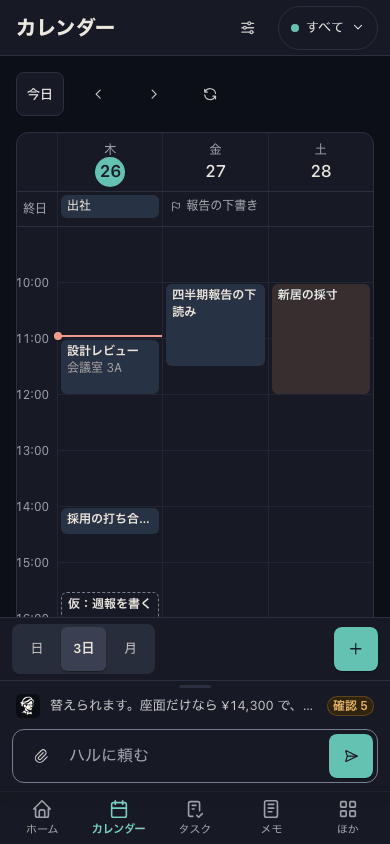 カレンダー
すべて
今日
木
金
土
26
27
28
終日
出社
報告の下書き
10:00
四半期報告の下
読み
新居の採寸
11:00
設計レビュー
会議室 3A
12:00
13:00
14:00
採用の打ち合...
15:00
仮：週報を書く
日
3日
月
替えられます。座面だけなら ¥14,300 で、...
確認 5
ハルに頼む
ホーム
カレンダー
タスク
メモ
ほか